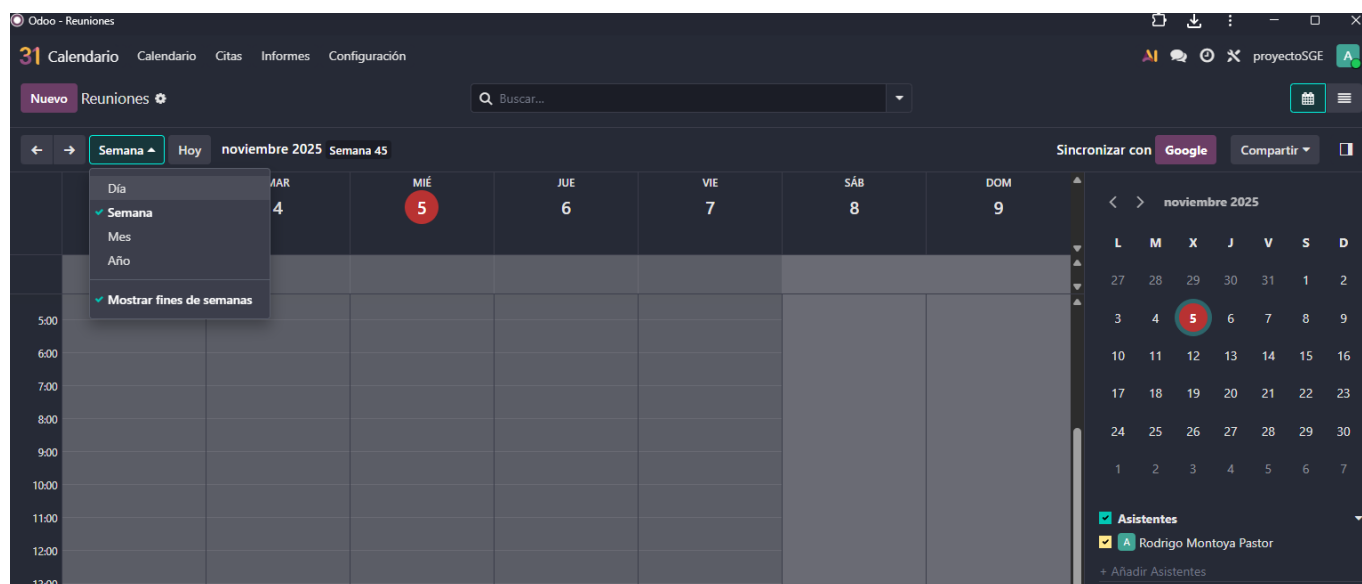 Odoo - Reuniones
31 Calendario Calendario Citas Informes Configuración
AI proyectoSGE A
Nuevo Reuniones
Buscar...
Semana Hoy noviembre 2025 Semana 45
Sincronizar con Google Compartir
Día
Semana
Mes
Año
Mostrar fines de semanas
MAR MIÉ JUE VIE SÁB DOM
4 5 6 7 8 9
5:00
6:00
7:00
8:00
9:00
10:00
11:00
12:00
13:00
noviembre 2025
L M X J V S D
27 28 29 30 31 1 2
3 4 5 6 7 8 9
10 11 12 13 14 15 16
17 18 19 20 21 22 23
24 25 26 27 28 29 30
1 2 3 4 5 6 7
Asistentes
A Rodrigo Montoya Pastor
+ Añadir Asistentes